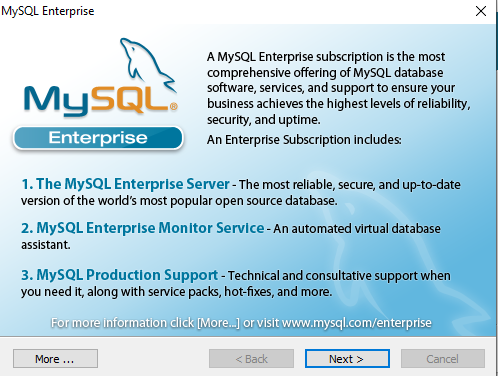 MySQL Enterprise
A MySQL Enterprise subscription is the most
comprehensive offering of MySQL database
software, services, and support to ensure your
business achieves the highest levels of reliability,
security, and uptime.
An Enterprise Subscription includes:
MySQL®
Enterprise
1. The MySQL Enterprise Server - The most reliable, secure, and up-to-date
version of the world's most popular open source database.
2. MySQL Enterprise Monitor Service - An automated virtual database
assistant.
3. MySQL Production Support - Technical and consultative support when
you need it, along with service packs, hot-fixes, and more.
For more information click [More...] or visit www.mysql.com/enterprise
More ...
< Back
Next >
Cancel